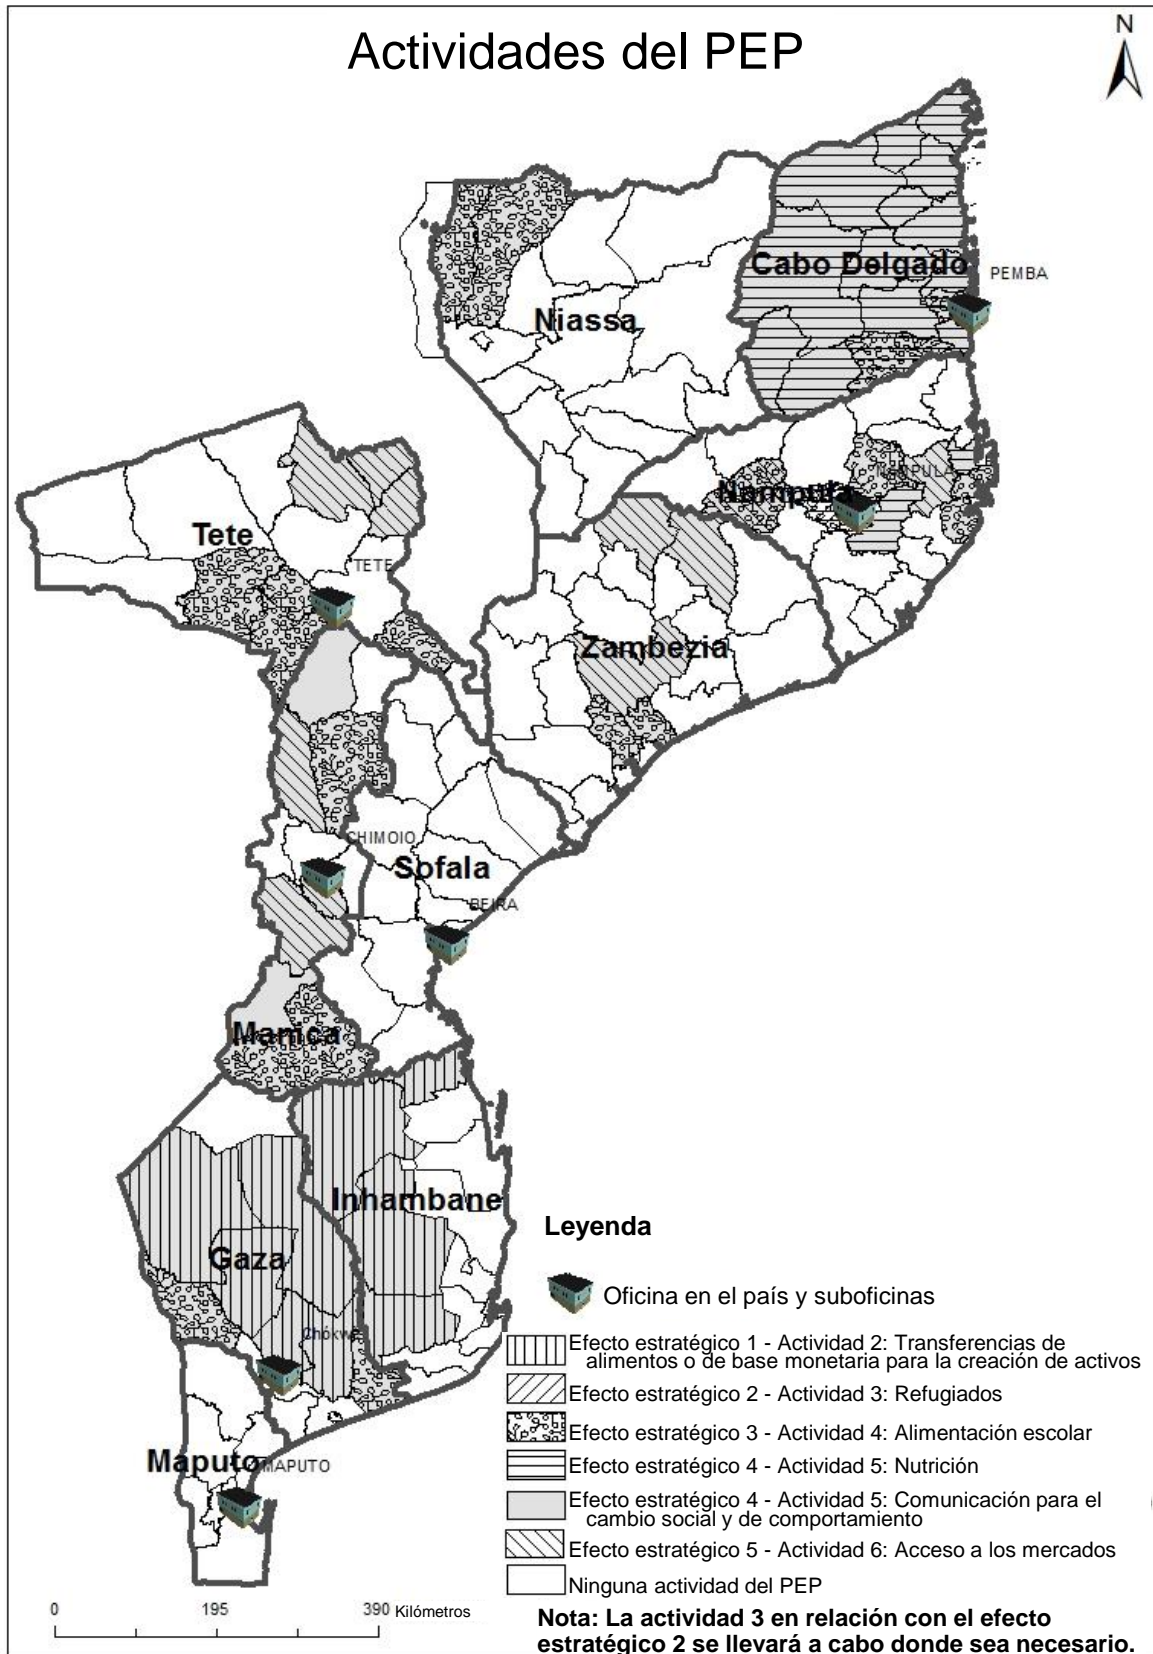 Actividades del PEP
N
Cabo Delgado
PEMBA
Niassa
Nampula
NAMPULA
Tete
TETE
Zambezia
CHIMOIO
Sofala
BEIRA
Manica
Inhambane
Gaza
Chókwe
Maputo
MAPUTO
Leyenda
Oficina en el país y suboficinas
Efecto estratégico 1 - Actividad 2: Transferencias de
alimentos o de base monetaria para la creación de activos
Efecto estratégico 2 - Actividad 3: Refugiados
Efecto estratégico 3 - Actividad 4: Alimentación escolar
Efecto estratégico 4 - Actividad 5: Nutrición
Efecto estratégico 4 - Actividad 5: Comunicación para el
cambio social y de comportamiento
Efecto estratégico 5 - Actividad 6: Acceso a los mercados
Ninguna actividad del PEP
0 195 390 Kilómetros
Nota: La actividad 3 en relación con el efecto
estratégico 2 se llevará a cabo donde sea necesario.